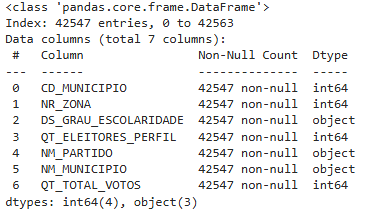 <class 'pandas.core.frame.DataFrame'>
Index: 42547 entries, 0 to 42563
Data columns (total 7 columns):
 #   Column              Non-Null Count  Dtype
---  ------              --------------  -----
 0   CD_MUNICIPIO        42547 non-null  int64
 1   NR_ZONA             42547 non-null  int64
 2   DS_GRAU_ESCOLARIDADE  42547 non-null  object
 3   QT_ELEITORES_PERFIL  42547 non-null  int64
 4   NM_PARTIDO          42547 non-null  object
 5   NM_MUNICIPIO        42547 non-null  object
 6   QT_TOTAL_VOTOS      42547 non-null  int64
dtypes: int64(4), object(3)